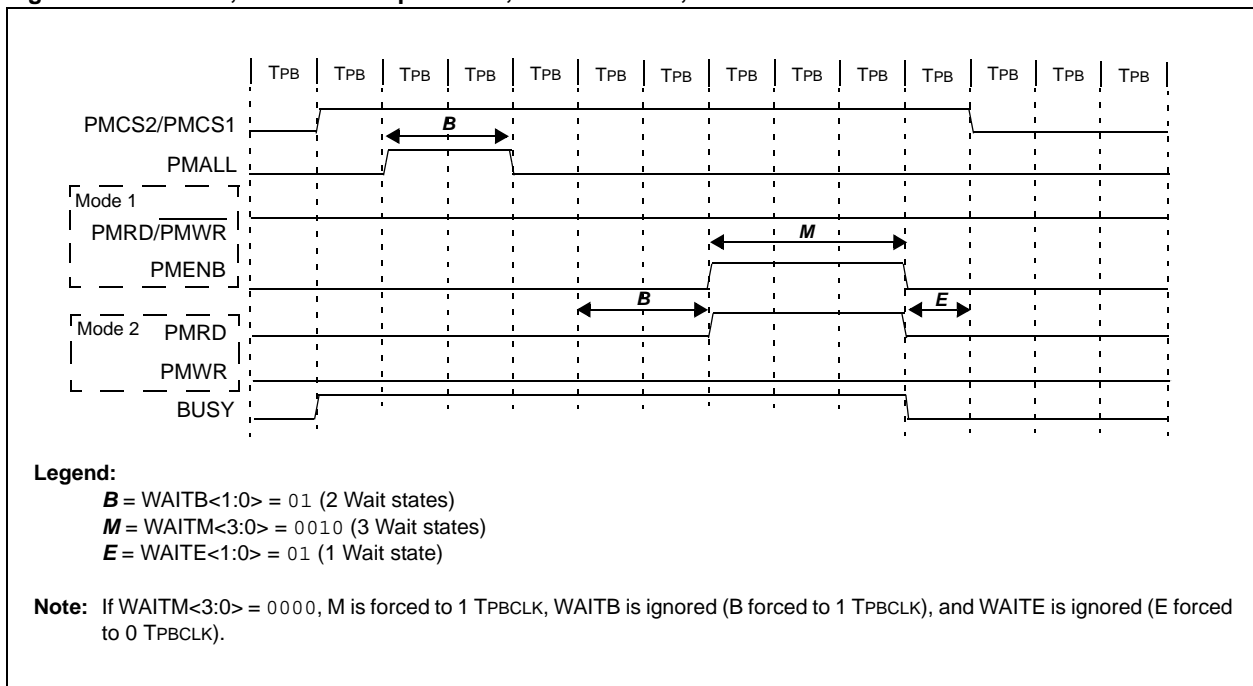 TPB TPB TPB TPB TPB TPB TPB TPB TPB TPB TPB TPB TPB TPB
PMCS2/PMCS1
B
PMALL
Mode 1
PMRD/PMWR
M
PMENB
B
E
Mode 2 PMRD
PMWR
BUSY
Legend:
B = WAITB<1:0> = 01 (2 Wait states)
M = WAITM<3:0> = 0010 (3 Wait states)
E = WAITE<1:0> = 01 (1 Wait state)
Note: If WAITM<3:0> = 0000, M is forced to 1 TPBCLK, WAITB is ignored (B forced to 1 TPBCLK), and WAITE is ignored (E forced
to 0 TPBCLK).